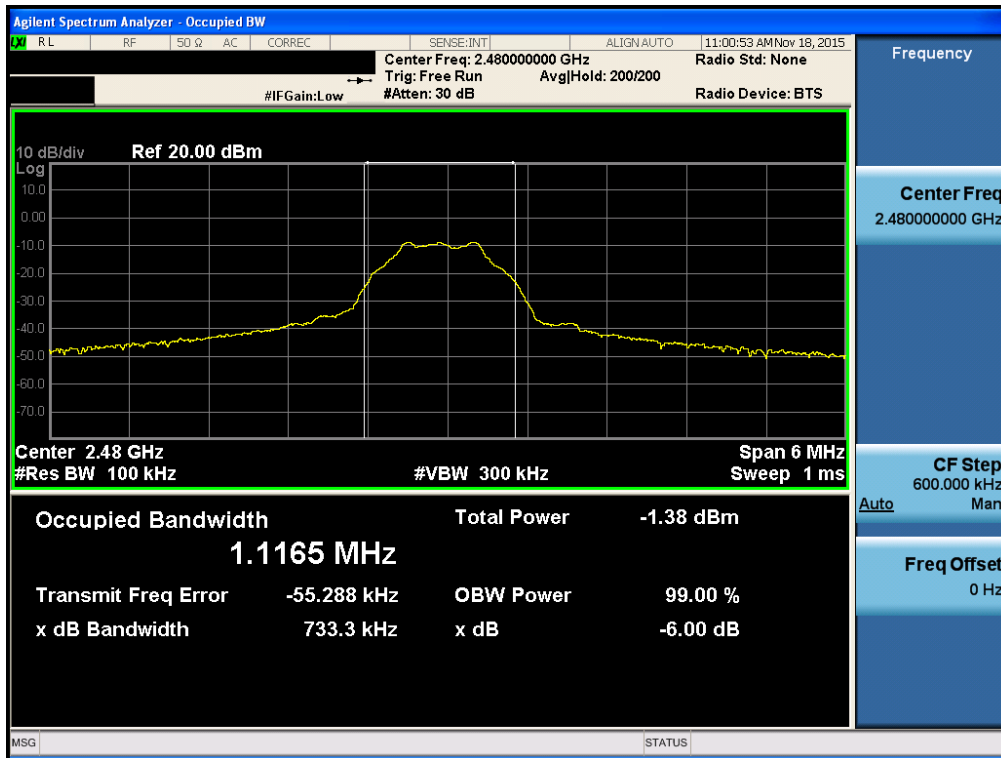 Agilent Spectrum Analyzer - Occupied BW
LXI RL RF 50 Ω AC CORREC SENSE:INT ALIGN AUTO 11:00:53 AM Nov 18, 2015
Center Freq: 2.480000000 GHz Radio Std: None
Trig: Free Run Avg|Hold: 200/200
#IFGain:Low #Atten: 30 dB Radio Device: BTS
10 dB/div Ref 20.00 dBm
Log
10.0
0.00
-10.0
-20.0
-30.0
-40.0
-50.0
-60.0
-70.0
Center 2.48 GHz Span 6 MHz
#Res BW 100 kHz #VBW 300 kHz Sweep 1 ms
Occupied Bandwidth Total Power -1.38 dBm
1.1165 MHz
Transmit Freq Error -55.288 kHz OBW Power 99.00 %
x dB Bandwidth 733.3 kHz x dB -6.00 dB
MSG STATUS
Frequency
Center Freq
2.480000000 GHz
CF Step
600.000 kHz
Auto Man
Freq Offset
0 Hz